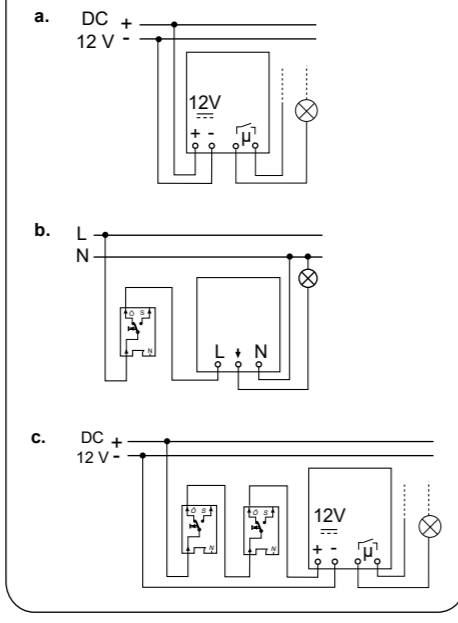 a. DC +
12 V -
12V
+ -
µ
b. L
N
Ö S
N
L N
c. DC +
12 V -
Ö S
N
Ö S
N
12V
+ -
µ